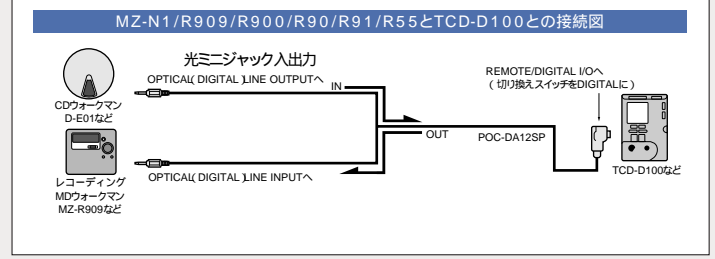 MZ-N1/R909/R900/R90/R91/R55とTCD-D100との接続図
光ミニジャック入出力
OPTICAL(DIGITAL)LINE OUTPUTへ
IN
CDウォークマン
D-E01など
REMOTE/DIGITAL I/Oへ
(切り換えスイッチをDIGITALに)
OUT
POC-DA12SP
TCD-D100など
OPTICAL(DIGITAL)LINE INPUTへ
レコーディング
MDウォークマン
MZ-R909など